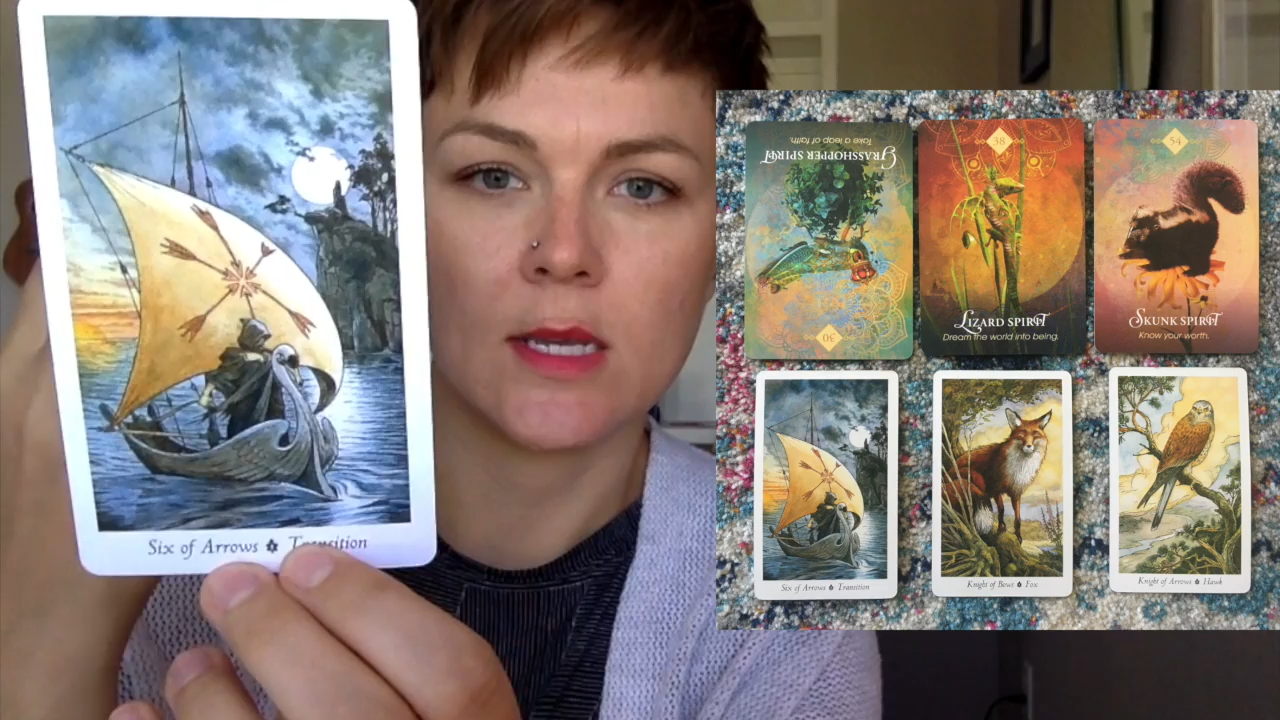 Six of Arrows Transition
Take a leap of faith.
GRASSHOPPER SPIRIT
30
38
LIZARD SPIRIT
Dream the world into being.
54
SKUNK SPIRIT
Know your worth.
Six of Arrows Transition
Knight of Bows Fox
Knight of Arrows Hawk